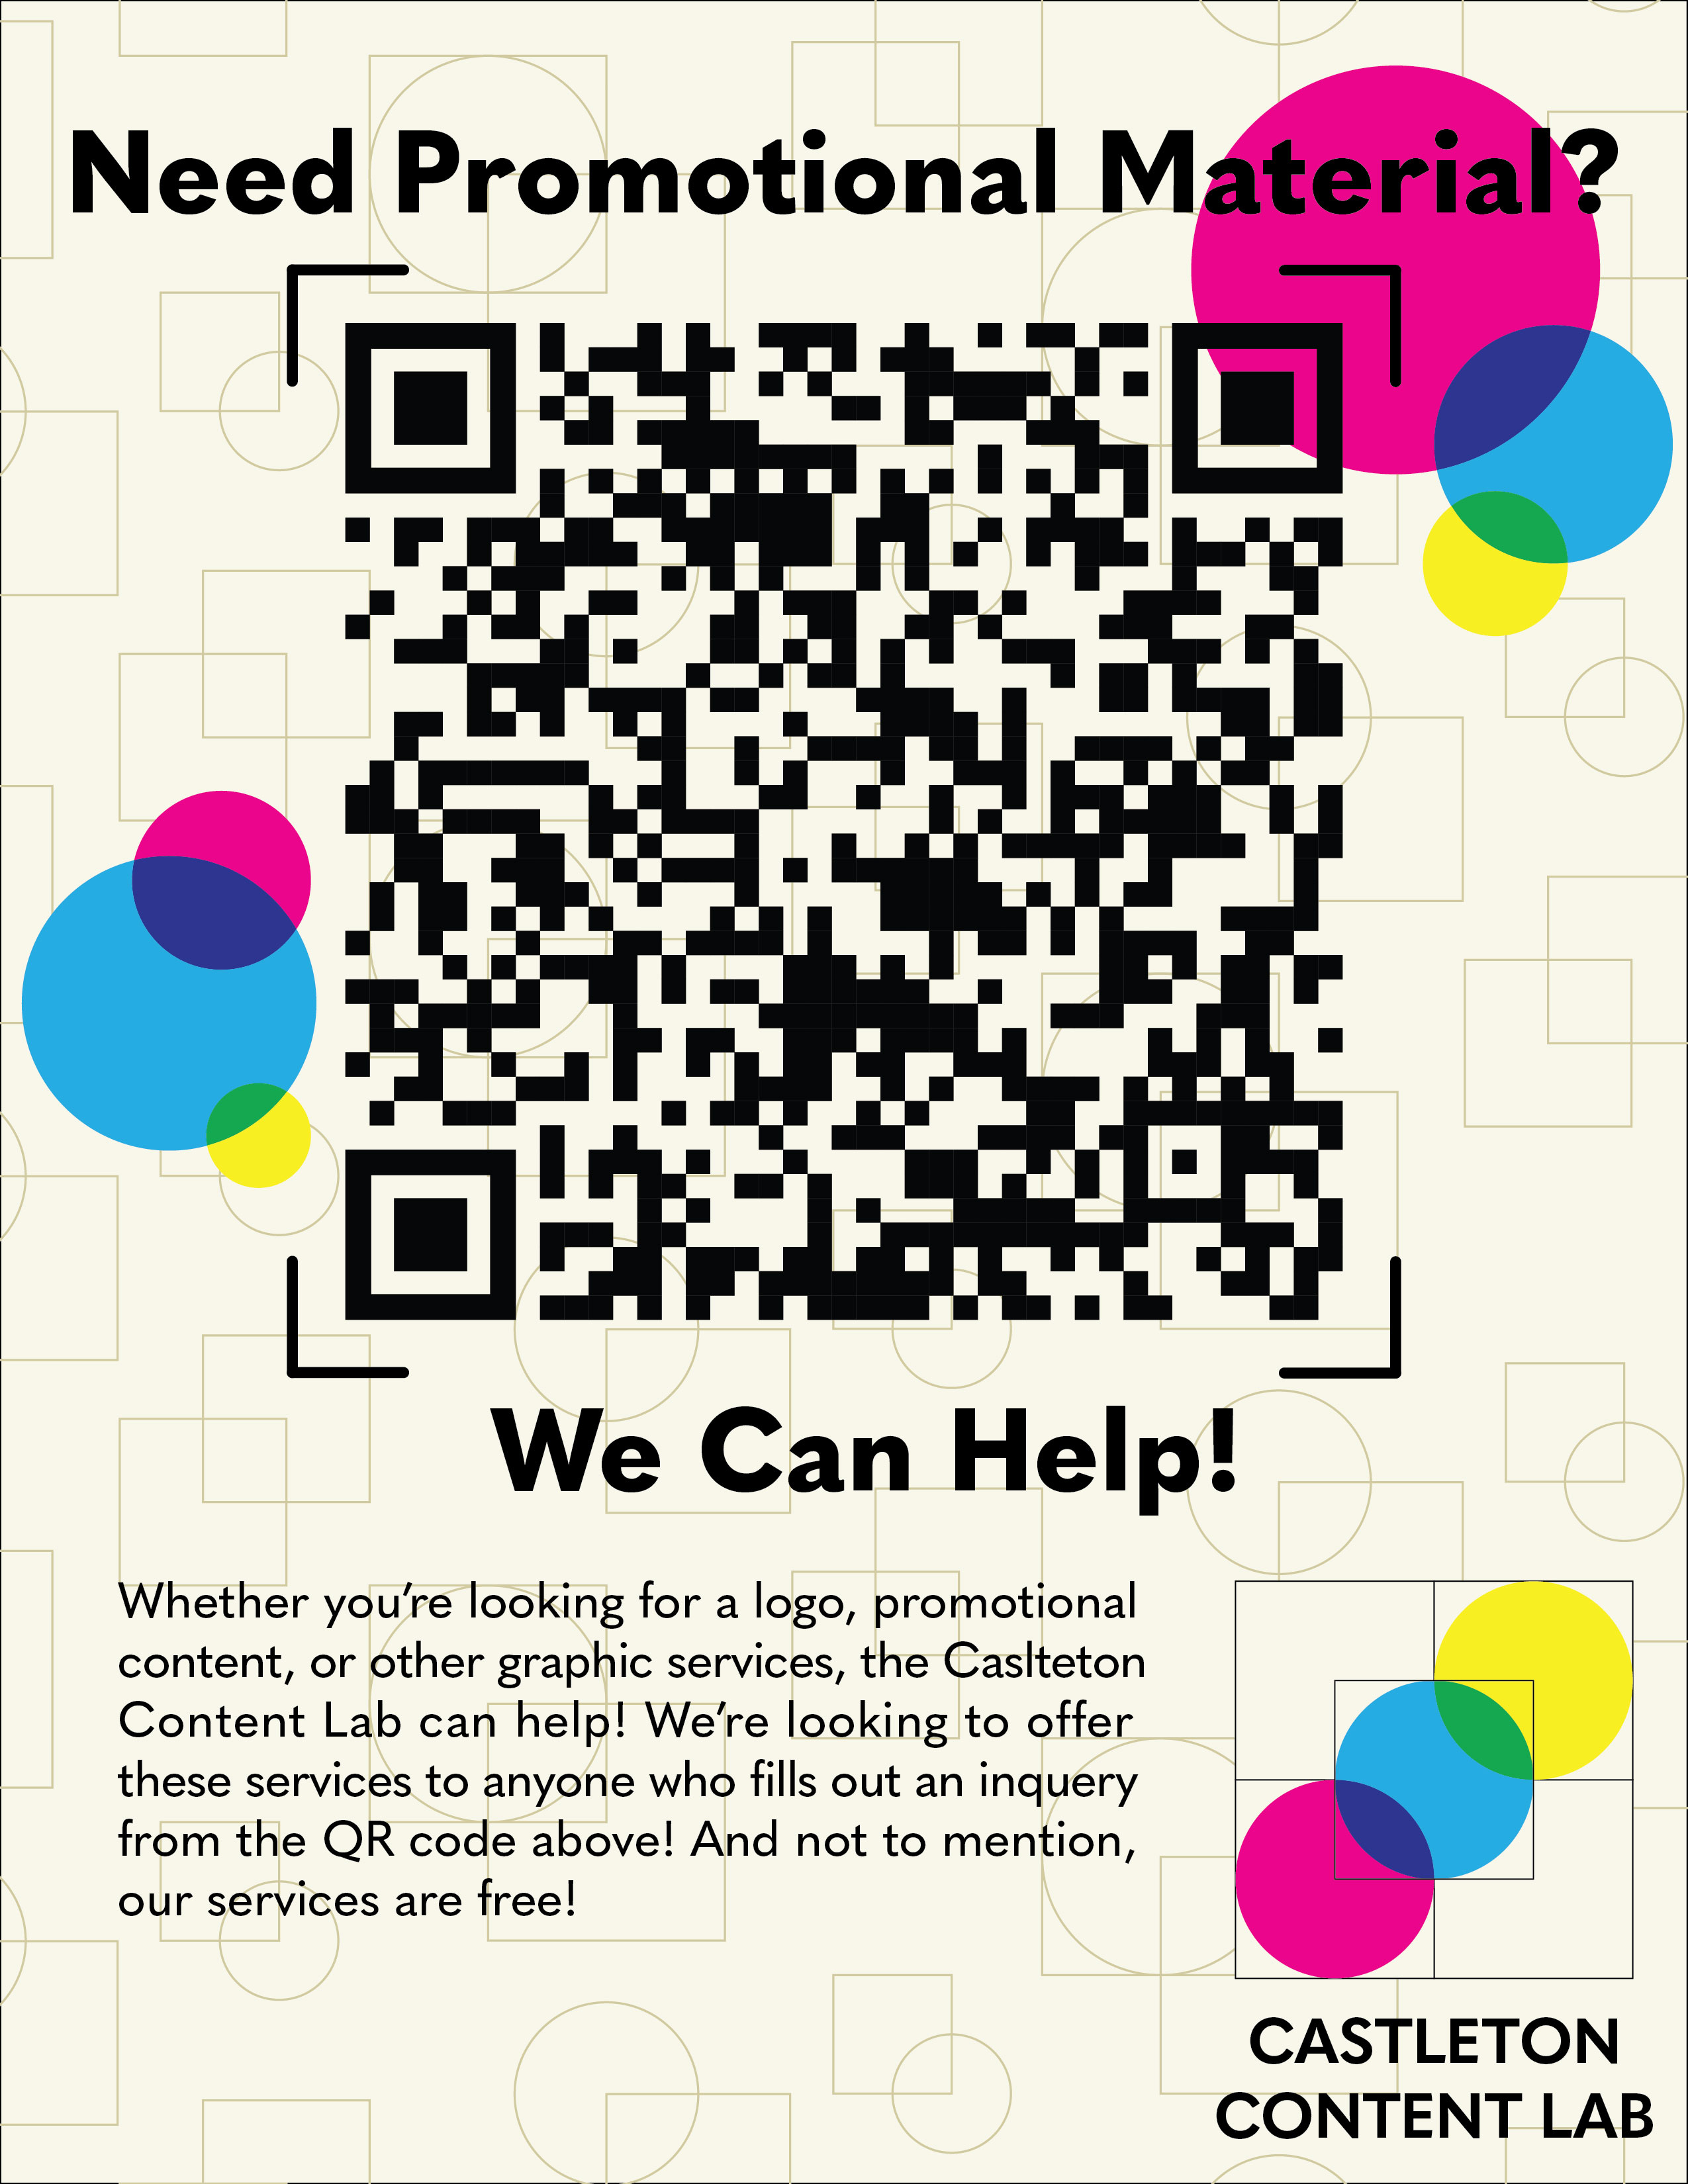 Need Promotional Material?
We Can Help!
Whether you’re looking for a logo, promotional
content, or other graphic services, the Caslteton
Content Lab can help! We’re looking to offer
these services to anyone who fills out an inquery
from the QR code above! And not to mention,
our services are free!
CASTLETON
CONTENT LAB